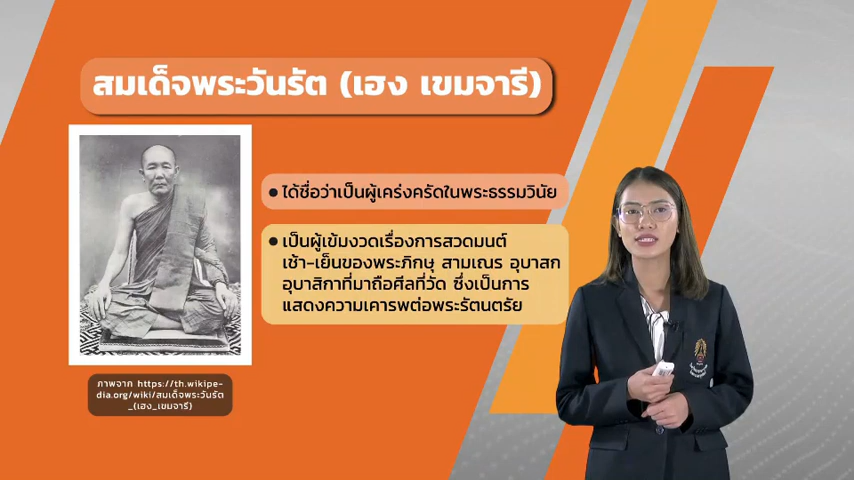 สมเด็จพระวันรัต (เฮง เขมจารี)
ได้ชื่อว่าเป็นผู้เคร่งครัดในพระธรรมวินัย
เป็นผู้เข้มงวดเรื่องการสวดมนต์
เช้า-เย็นของพระภิกษุ สามเณร อุบาสก
อุบาสิกาที่มาถือศีลที่วัด ซึ่งเป็นการ
แสดงความเคารพต่อพระรัตนตรัย
ภาพจาก https://th.wikipe-
dia.org/wiki/สมเด็จพระวันรัต
_(เฮง_เขมจารี)